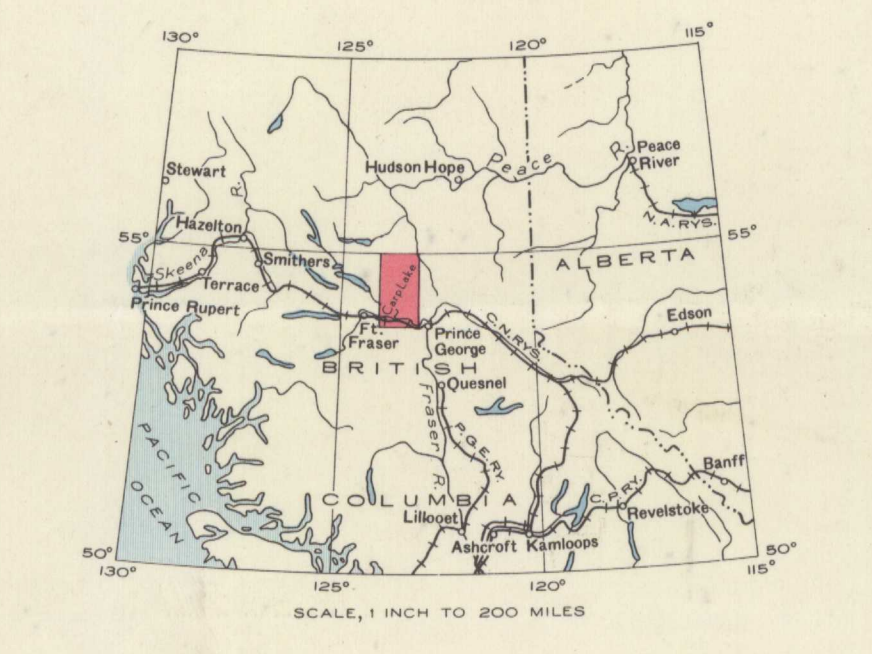 130°
125°
120°
115°
Stewart
R.
Hudson Hope
Peace
R.
Peace
River
N.A. RYS.
Hazelton
55°
55°
Skeena
Smithers
Terrace
Prince Rupert
Carp Lake
ALBERTA
Ft.
Fraser
Prince
George
C.N. RYS.
Edson
BRITISH
Quesnel
Fraser
R.
P.G.E. RY.
PACIFIC
OCEAN
COLUMBIA
Lillooet
Ashcroft
Kamloops
C.P. RY.
Revelstoke
Banff
50°
50°
130°
125°
120°
115°
SCALE, 1 INCH TO 200 MILES